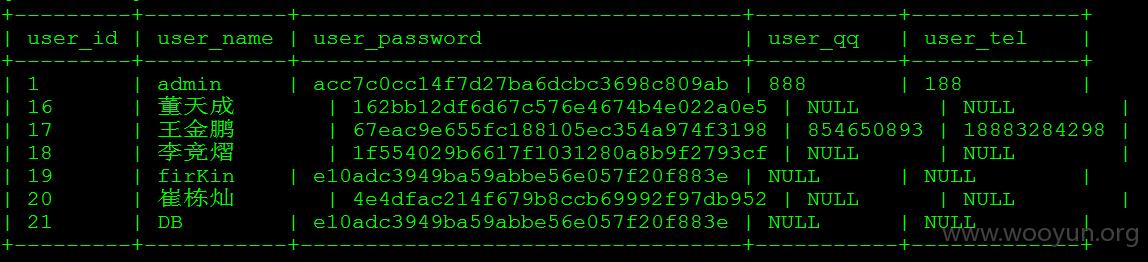 +---------+-----------+----------------------------------+-----------+-------------+
| user_id | user_name | user_password | user_qq | user_tel |
+---------+-----------+----------------------------------+-----------+-------------+
| 1 | admin | acc7c0cc14f7d27ba6dcbc3698c809ab | 888 | 188 |
| 16 | 董天成 | 162bb12df6d67c576e4674b4e022a0e5 | NULL | NULL |
| 17 | 王金鹏 | 67eac9e655fc188105ec354a974f3198 | 854650893 | 18883284298 |
| 18 | 李竞熠 | 1f554029b6617f1031280a8b9f2793cf | NULL | NULL |
| 19 | firKin | e10adc3949ba59abbe56e057f20f883e | NULL | NULL |
| 20 | 崔栋灿 | 4e4dfac214f679b8ccb69992f97db952 | NULL | NULL |
| 21 | DB | e10adc3949ba59abbe56e057f20f883e | NULL | NULL |
+---------+-----------+----------------------------------+-----------+-------------+
www.wooyun.org